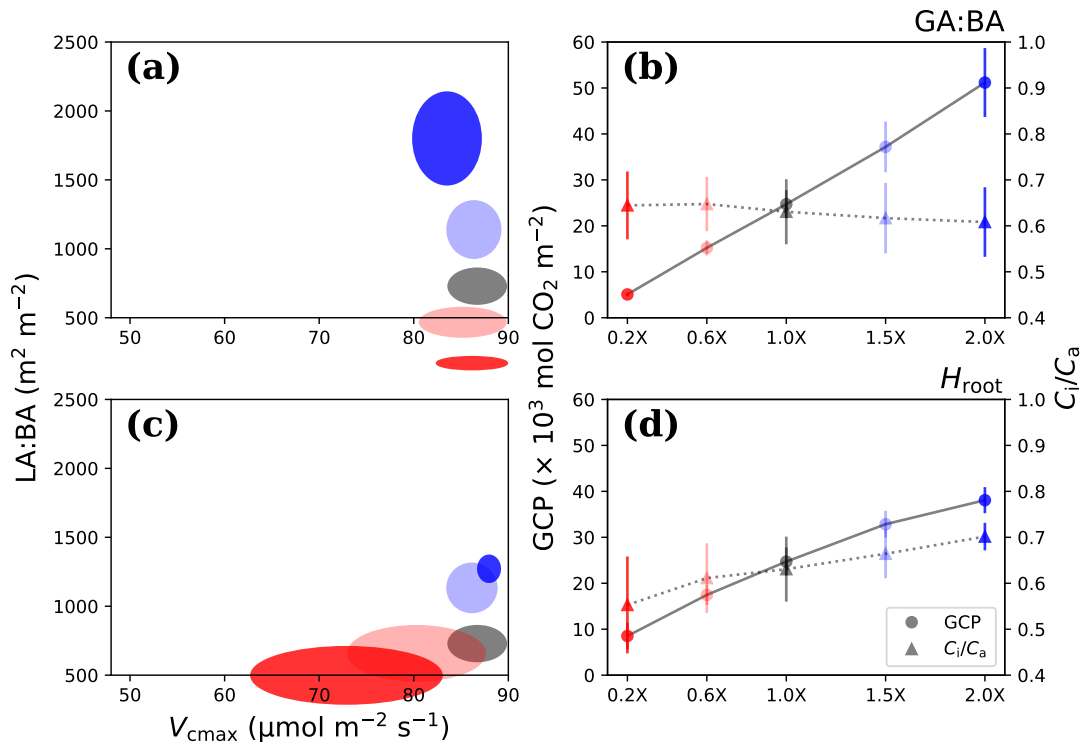 GA:BA
(a)
2500
2000
1500
1000
500
50
60
70
80
90
(b)
60
50
40
30
20
10
0
1.0
0.9
0.8
0.7
0.6
0.5
0.4
0.2X
0.6X
1.0X
1.5X
2.0X
LA:BA (m² m⁻²)
GCP (× 10³ mol CO₂ m⁻²)
Cᵢ/Cₐ
H_root
(c)
2500
2000
1500
1000
500
50
60
70
80
90
V_cmax (μmol m⁻² s⁻¹)
(d)
60
50
40
30
20
10
0
1.0
0.9
0.8
0.7
0.6
0.5
0.4
0.2X
0.6X
1.0X
1.5X
2.0X
GCP
Cᵢ/Cₐ